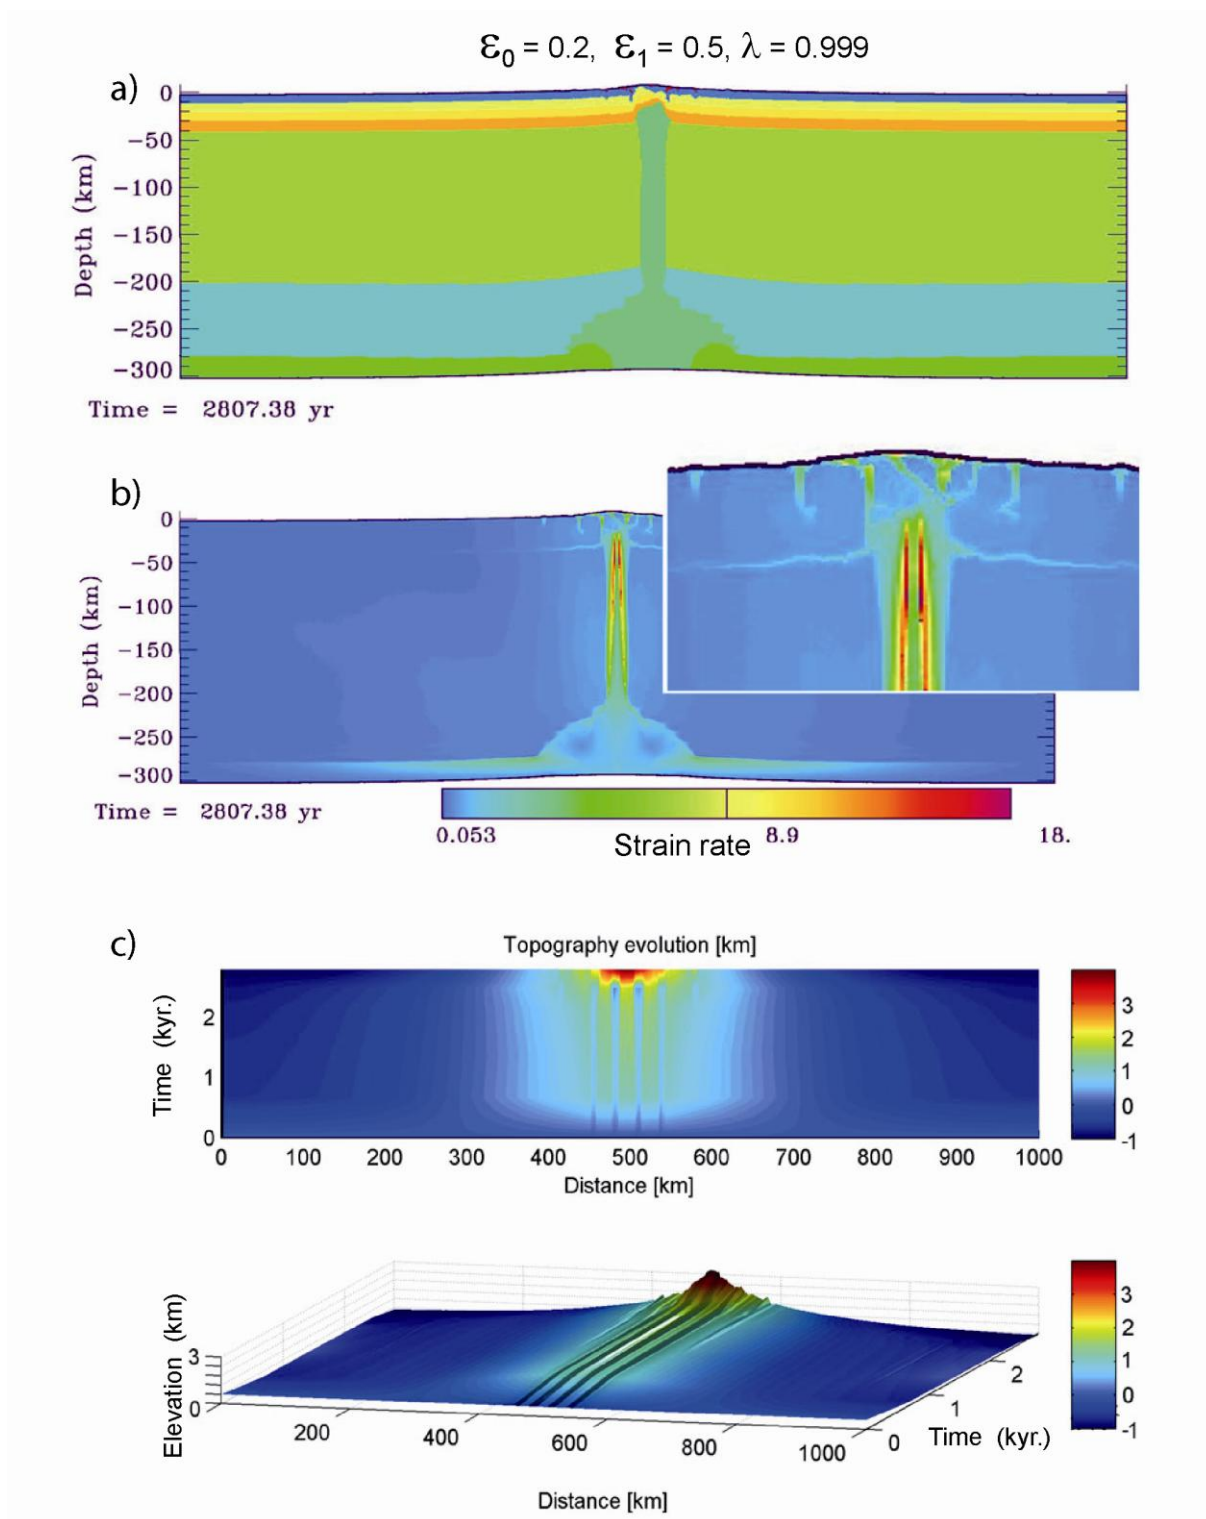 ε0 = 0.2, ε1 = 0.5, λ = 0.999
a)
0
−50
−100
−150
−200
−250
−300
Depth (km)
Time = 2807.38 yr
b)
0
−50
−100
−150
−200
−250
−300
Depth (km)
Time = 2807.38 yr
0.053 8.9 18.
Strain rate
c)
Topography evolution [km]
2
1
0
Time (kyr.)
0 100 200 300 400 500 600 700 800 900 1000
Distance [km]
3
2
1
0
-1
3
0
Elevation (km)
200 400 600 800 1000
0 1 2
Time (kyr.)
Distance [km]
3
2
1
0
-1